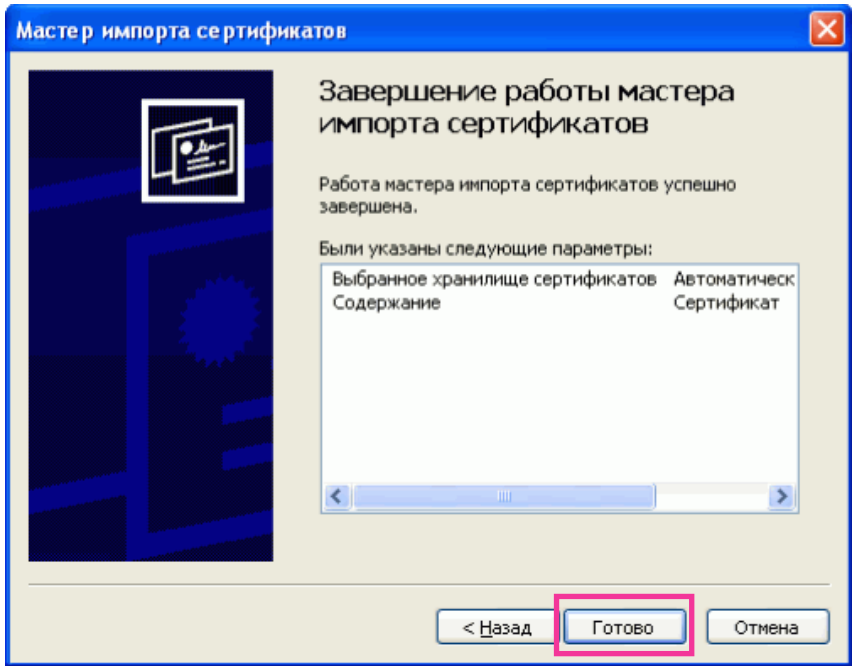 Мастер импорта сертификатов
Завершение работы мастера
импорта сертификатов
Работа мастера импорта сертификатов успешно
завершена.
Были указаны следующие параметры:
Выбранное хранилище сертификатов Автоматическ
Содержание Сертификат
< Назад Готово Отмена